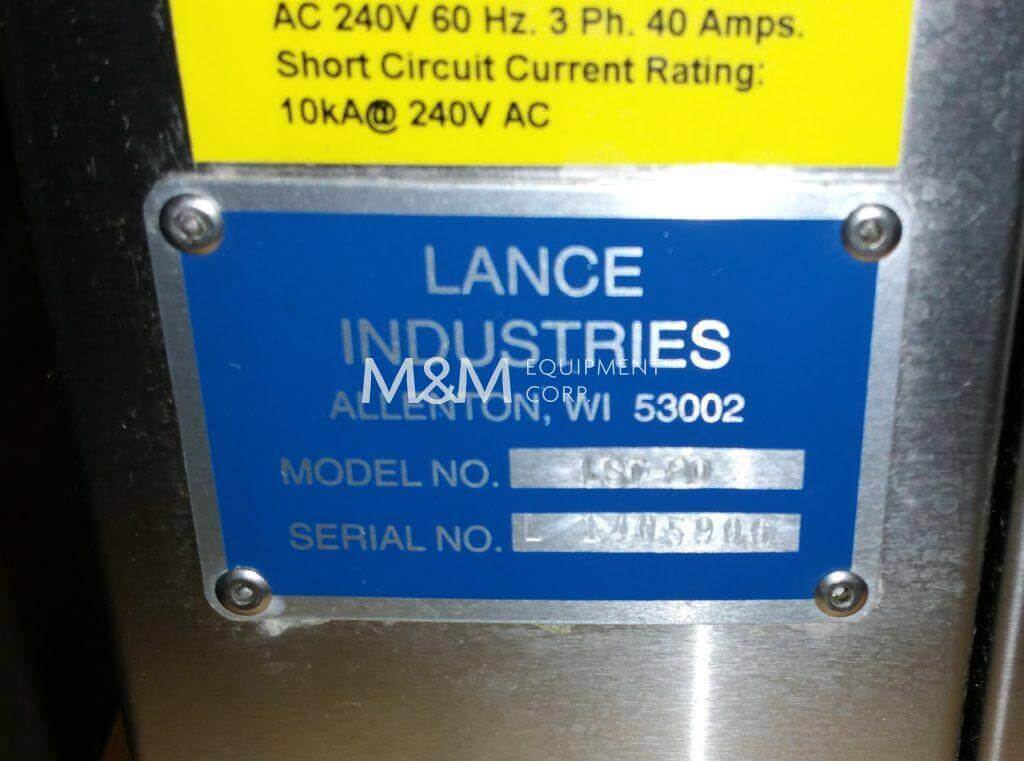 AC 240V 60 Hz. 3 Ph. 40 Amps.
Short Circuit Current Rating:
10kA@ 240V AC
LANCE
INDUSTRIES
M&M EQUIPMENT CORP.
ALLENTON, WI 53002
MODEL NO.
SERIAL NO. L 1405906